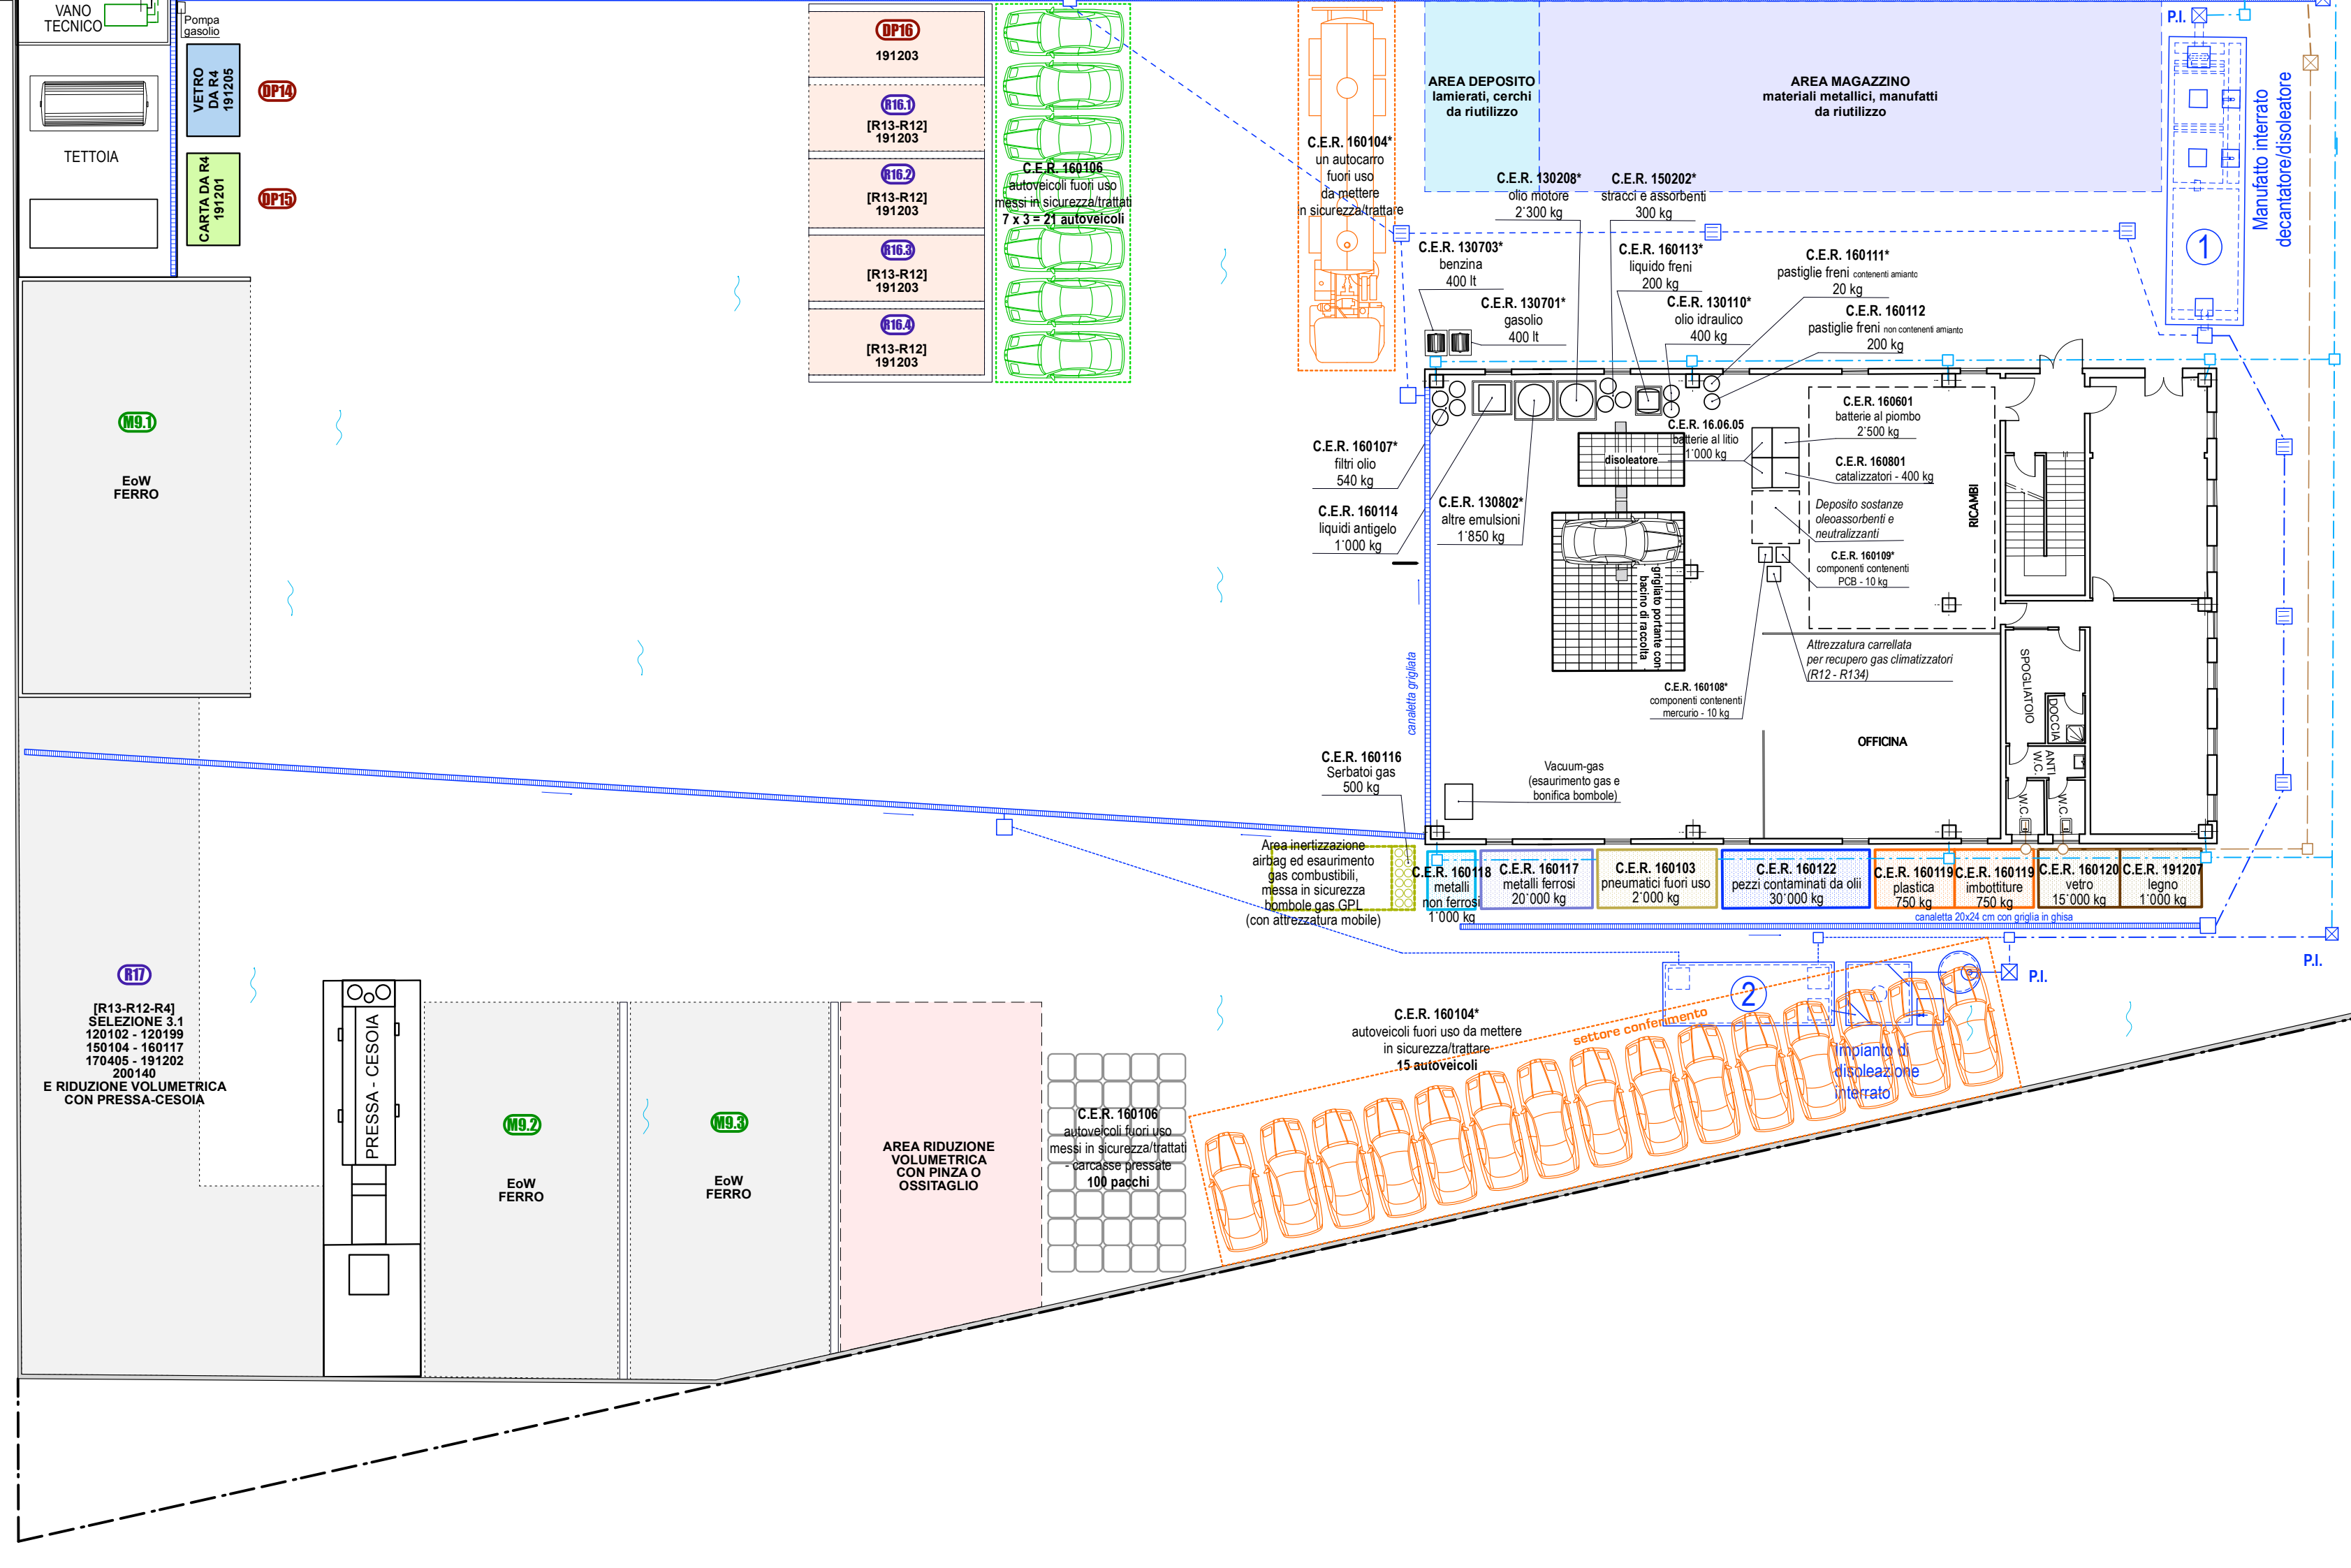 VANO
TECNICO
Pompa
gasolio
VETRO
DA R4
191205
DP14
TETTOIA
CARTA DA R4
191201
DP15
DP16
191203
R16.1
[R13-R12]
191203
R16.2
[R13-R12]
191203
R16.3
[R13-R12]
191203
R16.4
[R13-R12]
191203
C.E.R. 160106
autoveicoli fuori uso
messi in sicurezza/trattati
7 x 3 = 21 autoveicoli
C.E.R. 160104*
un autocarro
fuori uso
da mettere
in sicurezza/trattare
AREA DEPOSITO
lamierati, cerchi
da riutilizzo
AREA MAGAZZINO
materiali metallici, manufatti
da riutilizzo
P.I.
Manufatto interrato
decantatore/disoleatore
1
C.E.R. 130208*
olio motore
2'300 kg
C.E.R. 150202*
stracci e assorbenti
300 kg
C.E.R. 130703*
benzina
400 lt
C.E.R. 160113*
liquido freni
200 kg
C.E.R. 160111*
pastiglie freni contenenti amianto
20 kg
C.E.R. 130701*
gasolio
400 lt
C.E.R. 130110*
olio idraulico
400 kg
C.E.R. 160112
pastiglie freni non contenenti amianto
200 kg
C.E.R. 160107*
filtri olio
540 kg
C.E.R. 160114
liquidi antigelo
1'000 kg
C.E.R. 130802*
altre emulsioni
1'850 kg
disoleatore
C.E.R. 16.06.05
batterie al litio
1'000 kg
C.E.R. 160601
batterie al piombo
2'500 kg
C.E.R. 160801
catalizzatori - 400 kg
Deposito sostanze
oleoassorbenti e
neutralizzanti
C.E.R. 160109*
componenti contenenti
PCB - 10 kg
RICAMBI
grigliato portante con
bacino di raccolta
Attrezzatura carrellata
per recupero gas climatizzatori
(R12 - R134)
C.E.R. 160108*
componenti contenenti
mercurio - 10 kg
OFFICINA
SPOGLIATOIO
DOCCIA
ANTI
W.C.
W.C.
W.C.
canaletta grigliata
Vacuum-gas
(esaurimento gas e
bonifica bombole)
C.E.R. 160116
Serbatoi gas
500 kg
Area inertizzazione
airbag ed esaurimento
gas combustibili,
messa in sicurezza
bombole gas GPL
(con attrezzatura mobile)
C.E.R. 160118
metalli
non ferrosi
1'000 kg
C.E.R. 160117
metalli ferrosi
20'000 kg
C.E.R. 160103
pneumatici fuori uso
2'000 kg
C.E.R. 160122
pezzi contaminati da olii
30'000 kg
C.E.R. 160119
plastica
750 kg
C.E.R. 160119
imbottiture
750 kg
C.E.R. 160120
vetro
15'000 kg
C.E.R. 191207
legno
1'000 kg
canaletta 20x24 cm con griglia in ghisa
P.I.
P.I.
2
Impianto di
disoleazione
interrato
settore conferimento
C.E.R. 160104*
autoveicoli fuori uso da mettere
in sicurezza/trattare
15 autoveicoli
M9.1
EoW
FERRO
R17
[R13-R12-R4]
SELEZIONE 3.1
120102 - 120199
150104 - 160117
170405 - 191202
200140
E RIDUZIONE VOLUMETRICA
CON PRESSA-CESOIA
PRESSA - CESOIA
M9.2
EoW
FERRO
M9.3
EoW
FERRO
AREA RIDUZIONE
VOLUMETRICA
CON PINZA O
OSSITAGLIO
C.E.R. 160106
autoveicoli fuori uso
messi in sicurezza/trattati
- carcasse pressate
100 pacchi